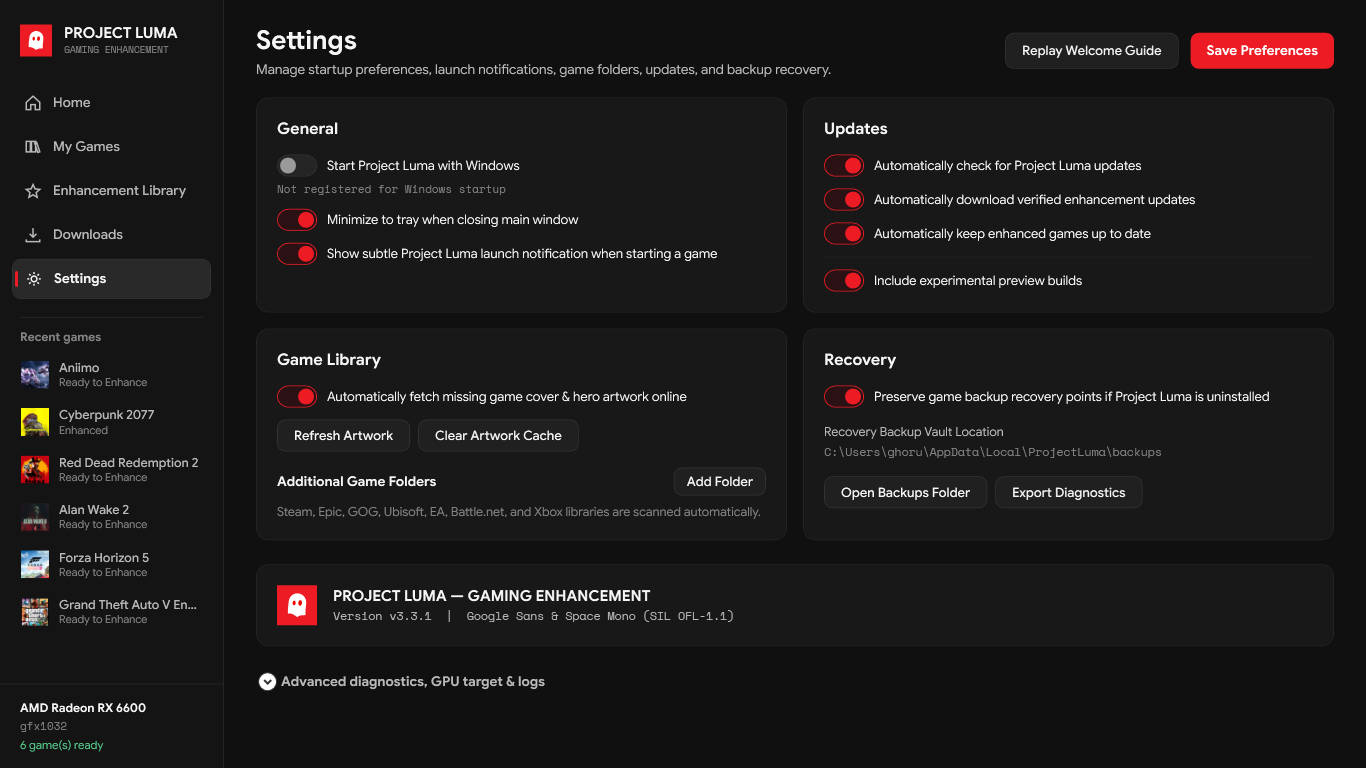 PROJECT LUMA
GAMING ENHANCEMENT
Home
My Games
Enhancement Library
Downloads
Settings
Recent games
Aniimo
Ready to Enhance
Cyberpunk 2077
Enhanced
Red Dead Redemption 2
Ready to Enhance
Alan Wake 2
Ready to Enhance
Forza Horizon 5
Ready to Enhance
Grand Theft Auto V En...
Ready to Enhance
AMD Radeon RX 6600
gfx1032
6 game(s) ready
Settings
Manage startup preferences, launch notifications, game folders, updates, and backup recovery.
Replay Welcome Guide
Save Preferences
General
Start Project Luma with Windows
Not registered for Windows startup
Minimize to tray when closing main window
Show subtle Project Luma launch notification when starting a game
Updates
Automatically check for Project Luma updates
Automatically download verified enhancement updates
Automatically keep enhanced games up to date
Include experimental preview builds
Game Library
Automatically fetch missing game cover & hero artwork online
Refresh Artwork
Clear Artwork Cache
Additional Game Folders
Add Folder
Steam, Epic, GOG, Ubisoft, EA, Battle.net, and Xbox libraries are scanned automatically.
Recovery
Preserve game backup recovery points if Project Luma is uninstalled
Recovery Backup Vault Location
C:\Users\ghoru\AppData\Local\ProjectLuma\backups
Open Backups Folder
Export Diagnostics
PROJECT LUMA — GAMING ENHANCEMENT
Version v3.3.1 | Google Sans & Space Mono (SIL OFL-1.1)
Advanced diagnostics, GPU target & logs